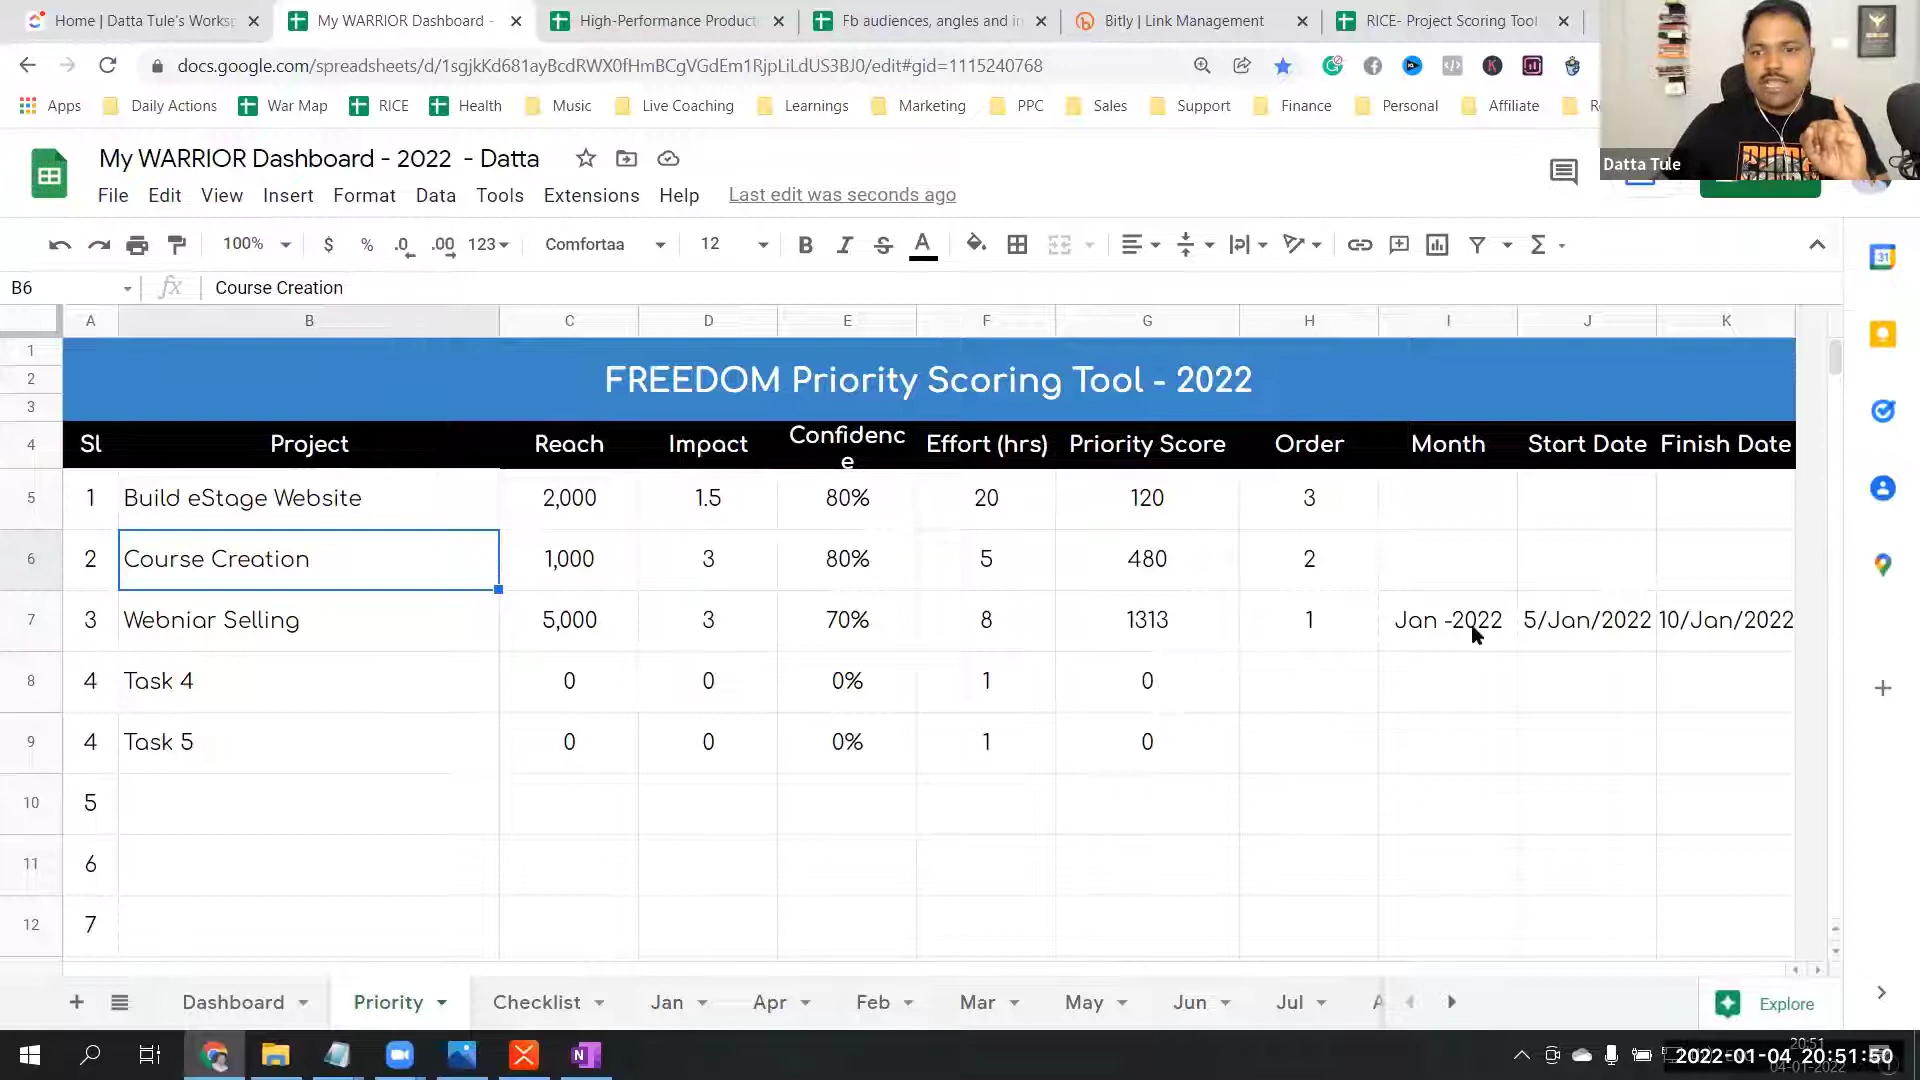 Home | Datta Tule's Worksp
My WARRIOR Dashboard -
High-Performance Product
Fb audiences, angles and in
Bitly | Link Management
RICE- Project Scoring Tool
docs.google.com/spreadsheets/d/1sgjkKd681ayBcdRWX0fHmBCgVGdEm1RjpLiLdUS3BJ0/edit#gid=1115240768
Apps Daily Actions War Map RICE Health Music Live Coaching Learnings Marketing PPC Sales Support Finance Personal Affiliate
Datta Tule
My WARRIOR Dashboard - 2022 - Datta
File Edit View Insert Format Data Tools Extensions Help Last edit was seconds ago
100% $ % .0 .00 123 Comfortaa 12 B I S A
B6 fx Course Creation
A B C D E F G H I J K
1
2 FREEDOM Priority Scoring Tool - 2022
3
4 Sl Project Reach Impact Confidence Effort (hrs) Priority Score Order Month Start Date Finish Date
5 1 Build eStage Website 2,000 1.5 80% 20 120 3
6 2 Course Creation 1,000 3 80% 5 480 2
7 3 Webniar Selling 5,000 3 70% 8 1313 1 Jan -2022 5/Jan/2022 10/Jan/2022
8 4 Task 4 0 0 0% 1 0
9 4 Task 5 0 0 0% 1 0
10 5
11 6
12 7
Dashboard Priority Checklist Jan Apr Feb Mar May Jun Jul A Explore
20:51
2022-01-04 20:51:50
04-01-2022